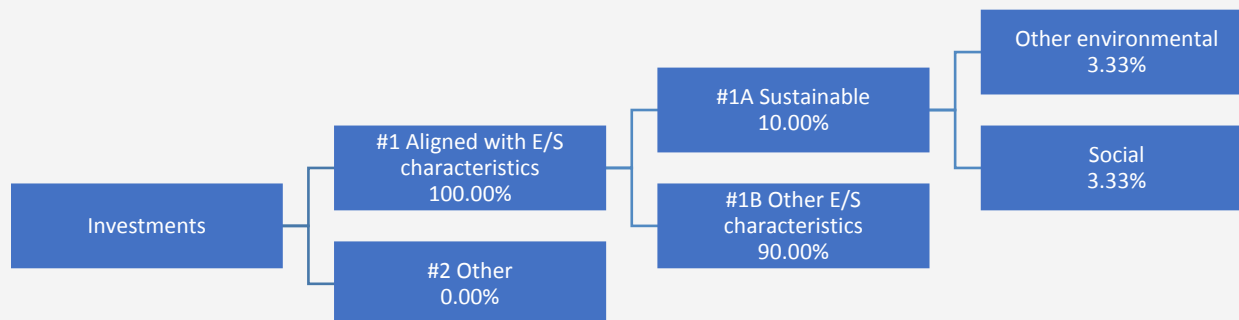 Investments
#1 Aligned with E/S
characteristics
100.00%
#2 Other
0.00%
#1A Sustainable
10.00%
#1B Other E/S
characteristics
90.00%
Other environmental
3.33%
Social
3.33%